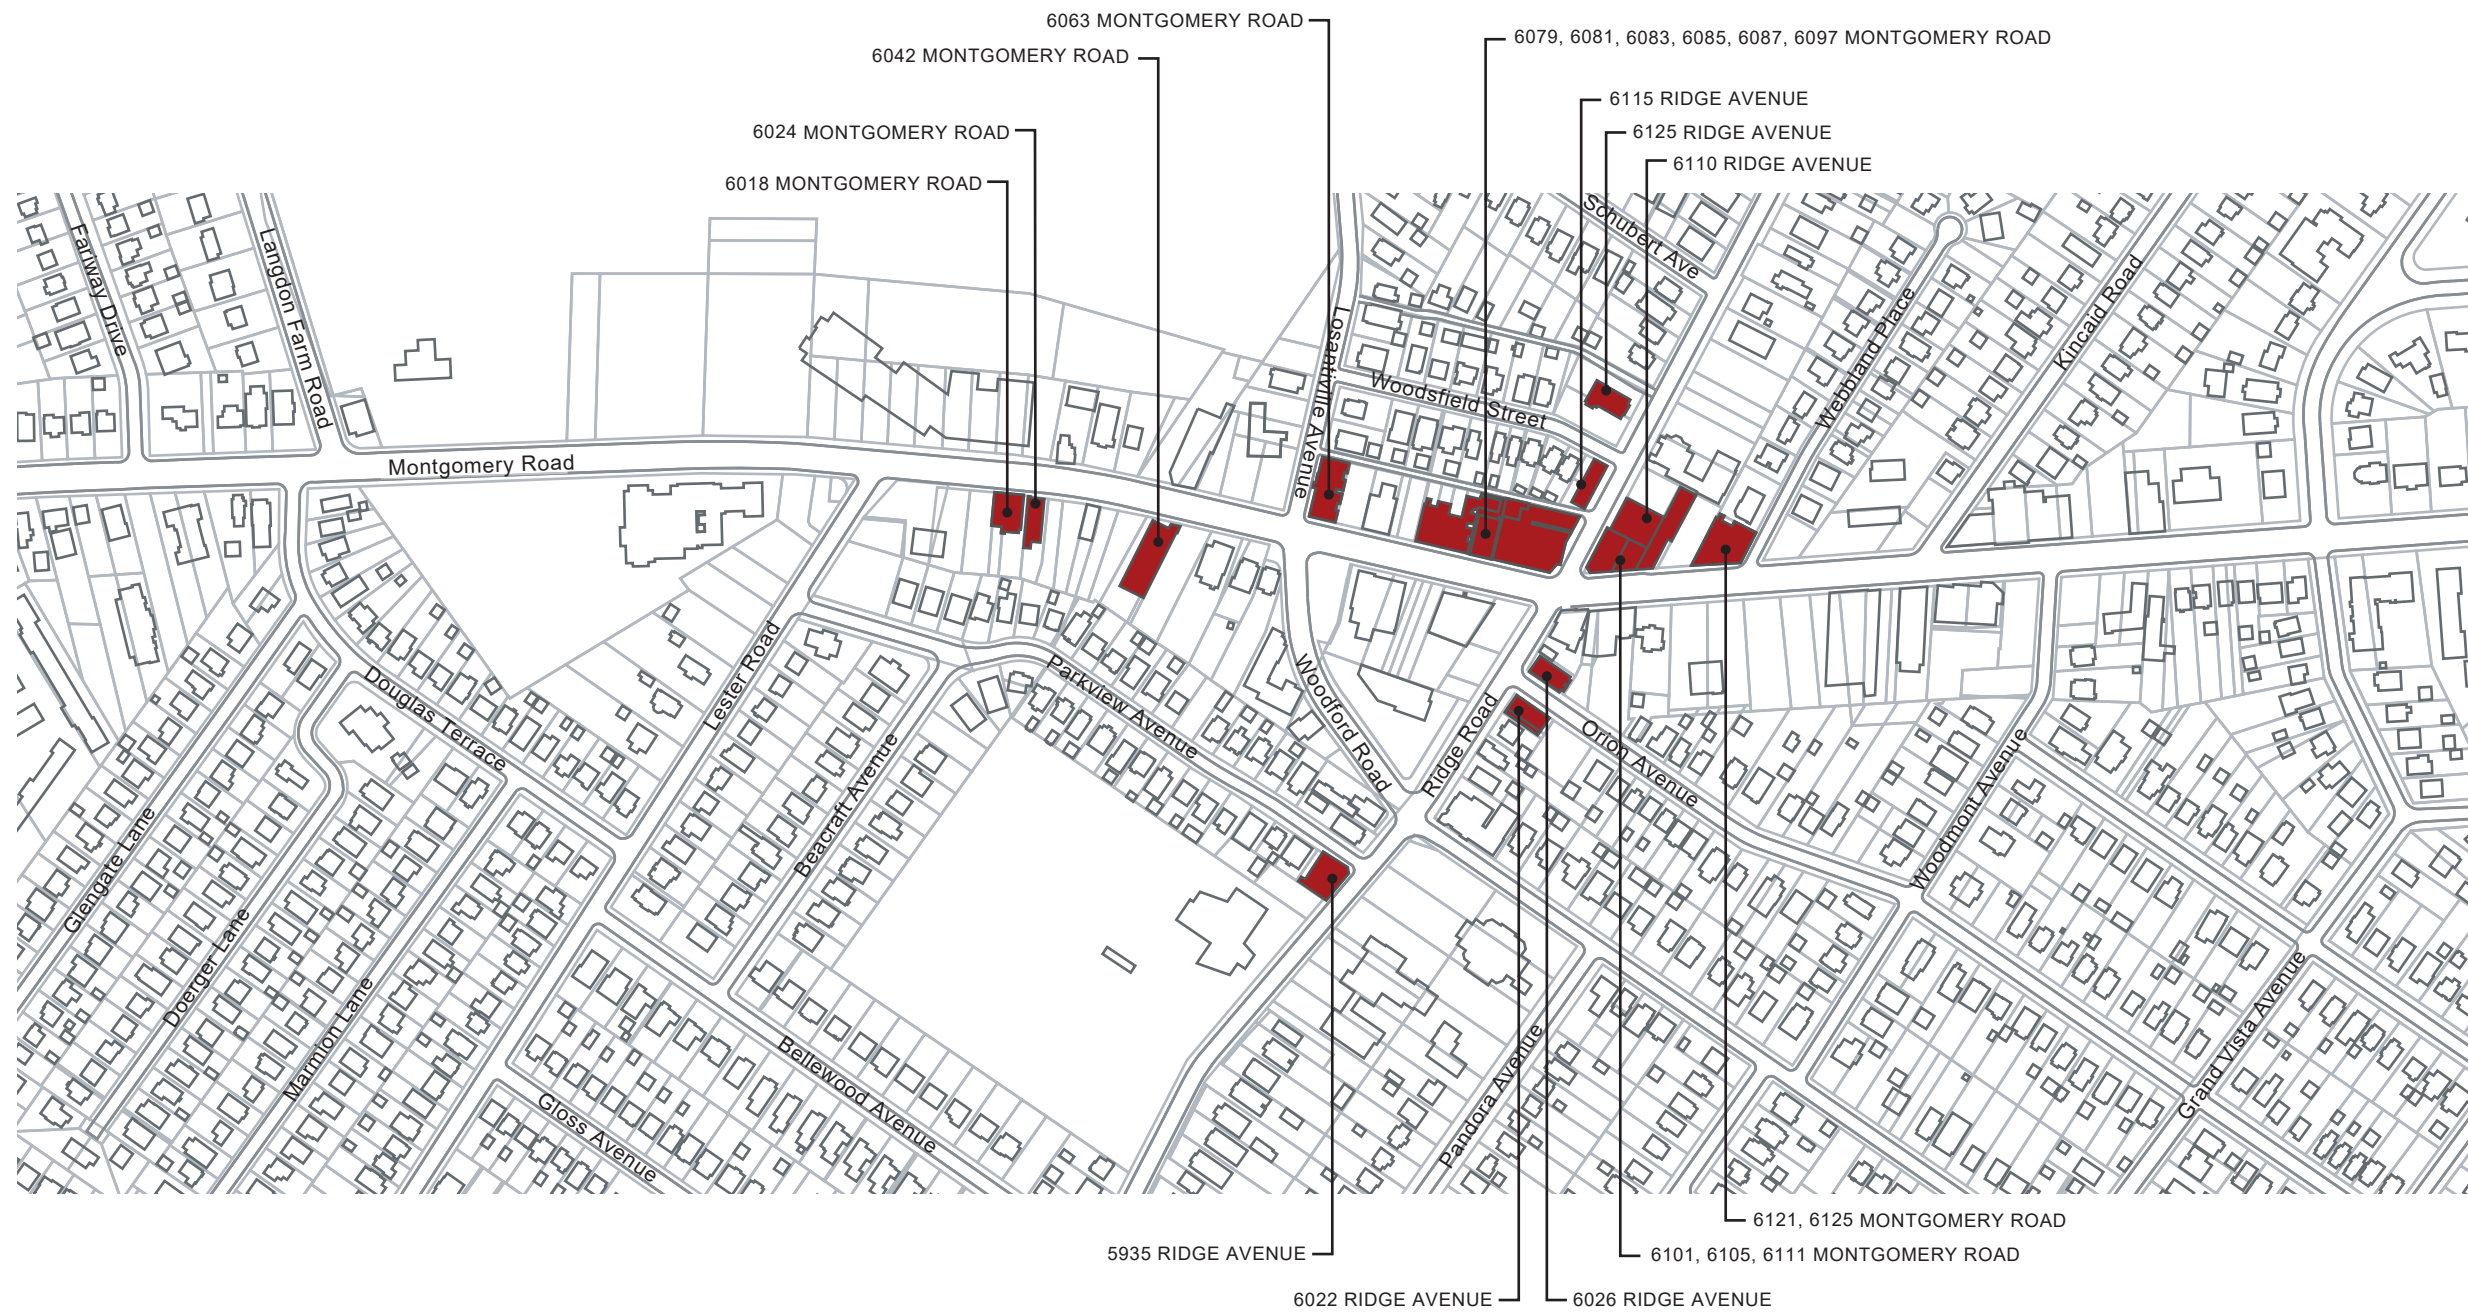 6063 MONTGOMERY ROAD
6079, 6081, 6083, 6085, 6087, 6097 MONTGOMERY ROAD
6042 MONTGOMERY ROAD
6115 RIDGE AVENUE
6024 MONTGOMERY ROAD
6125 RIDGE AVENUE
6110 RIDGE AVENUE
6018 MONTGOMERY ROAD
Fariway Drive
Langdon Farm Road
Schubert Ave
Losantiville Avenue
Woodsfield Street
Webbland Place
Kincaid Road
Montgomery Road
Douglas Terrace
Lester Road
Parkview Avenue
Woodford Road
Ridge Road
Orion Avenue
Beacraft Avenue
Woodmont Avenue
Glengate Lane
Doerger Lane
Marmion Lane
Bellewood Avenue
Gloss Avenue
Pandora Avenue
Grand Vista Avenue
6121, 6125 MONTGOMERY ROAD
5935 RIDGE AVENUE
6101, 6105, 6111 MONTGOMERY ROAD
6022 RIDGE AVENUE
6026 RIDGE AVENUE